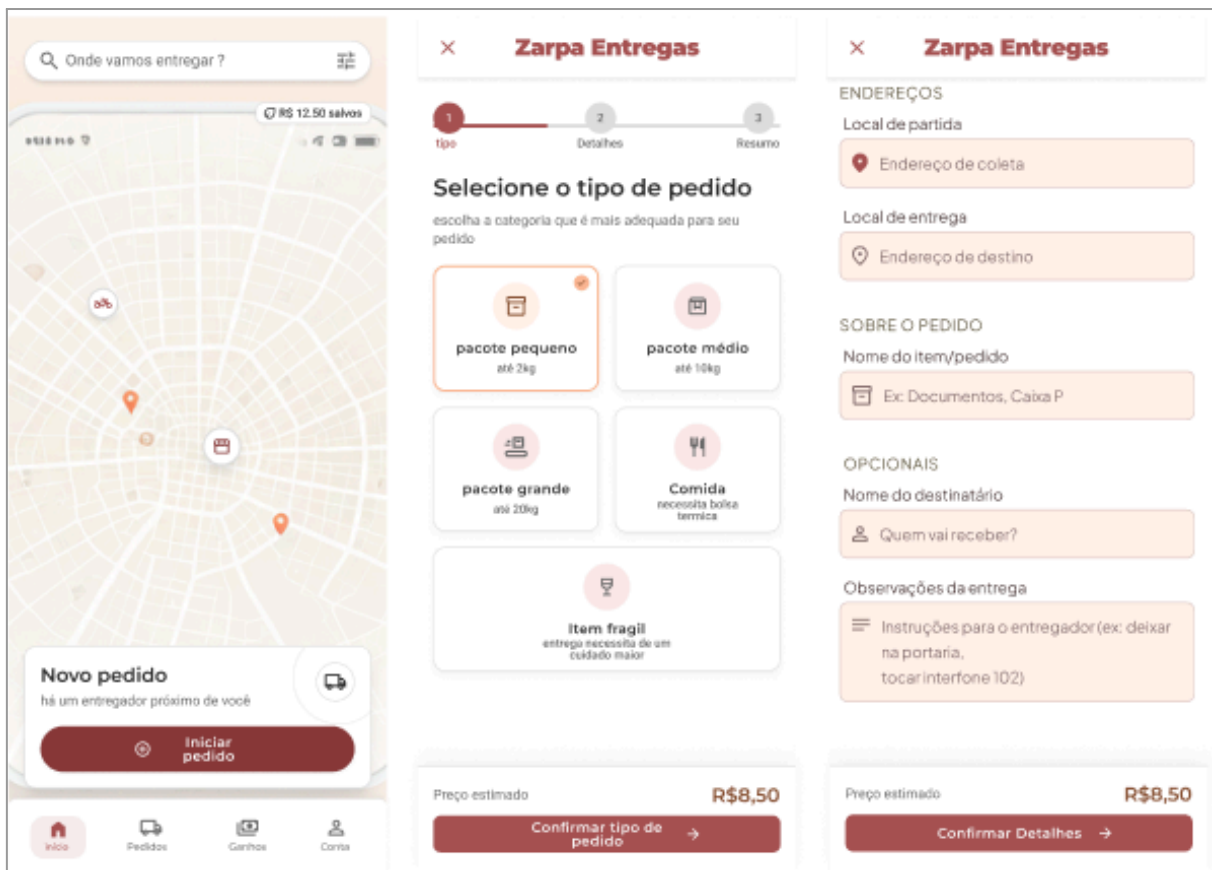 Onde vamos entregar ?
R$ 12.50 salvos
Novo pedido
há um entregador próximo de você
Iniciar
pedido
Início
Pedidos
Ganhos
Conta
Zarpa Entregas
1
2
3
tipo
Detalhes
Resumo
Selecione o tipo de pedido
escolha a categoria que é mais adequada para seu
pedido
pacote pequeno
até 2kg
pacote médio
até 10kg
pacote grande
até 20kg
Comida
necessita bolsa
termica
Item fragil
entrega necessita de um
cuidado maior
Preço estimado
R$8,50
Confirmar tipo de
pedido
Zarpa Entregas
ENDEREÇOS
Local de partida
Endereço de coleta
Local de entrega
Endereço de destino
SOBRE O PEDIDO
Nome do item/pedido
Ex: Documentos, Caixa P
OPCIONAIS
Nome do destinatário
Quem vai receber?
Observações da entrega
Instruções para o entregador (ex: deixar
na portaria,
tocar interfone 102)
Preço estimado
R$8,50
Confirmar Detalhes